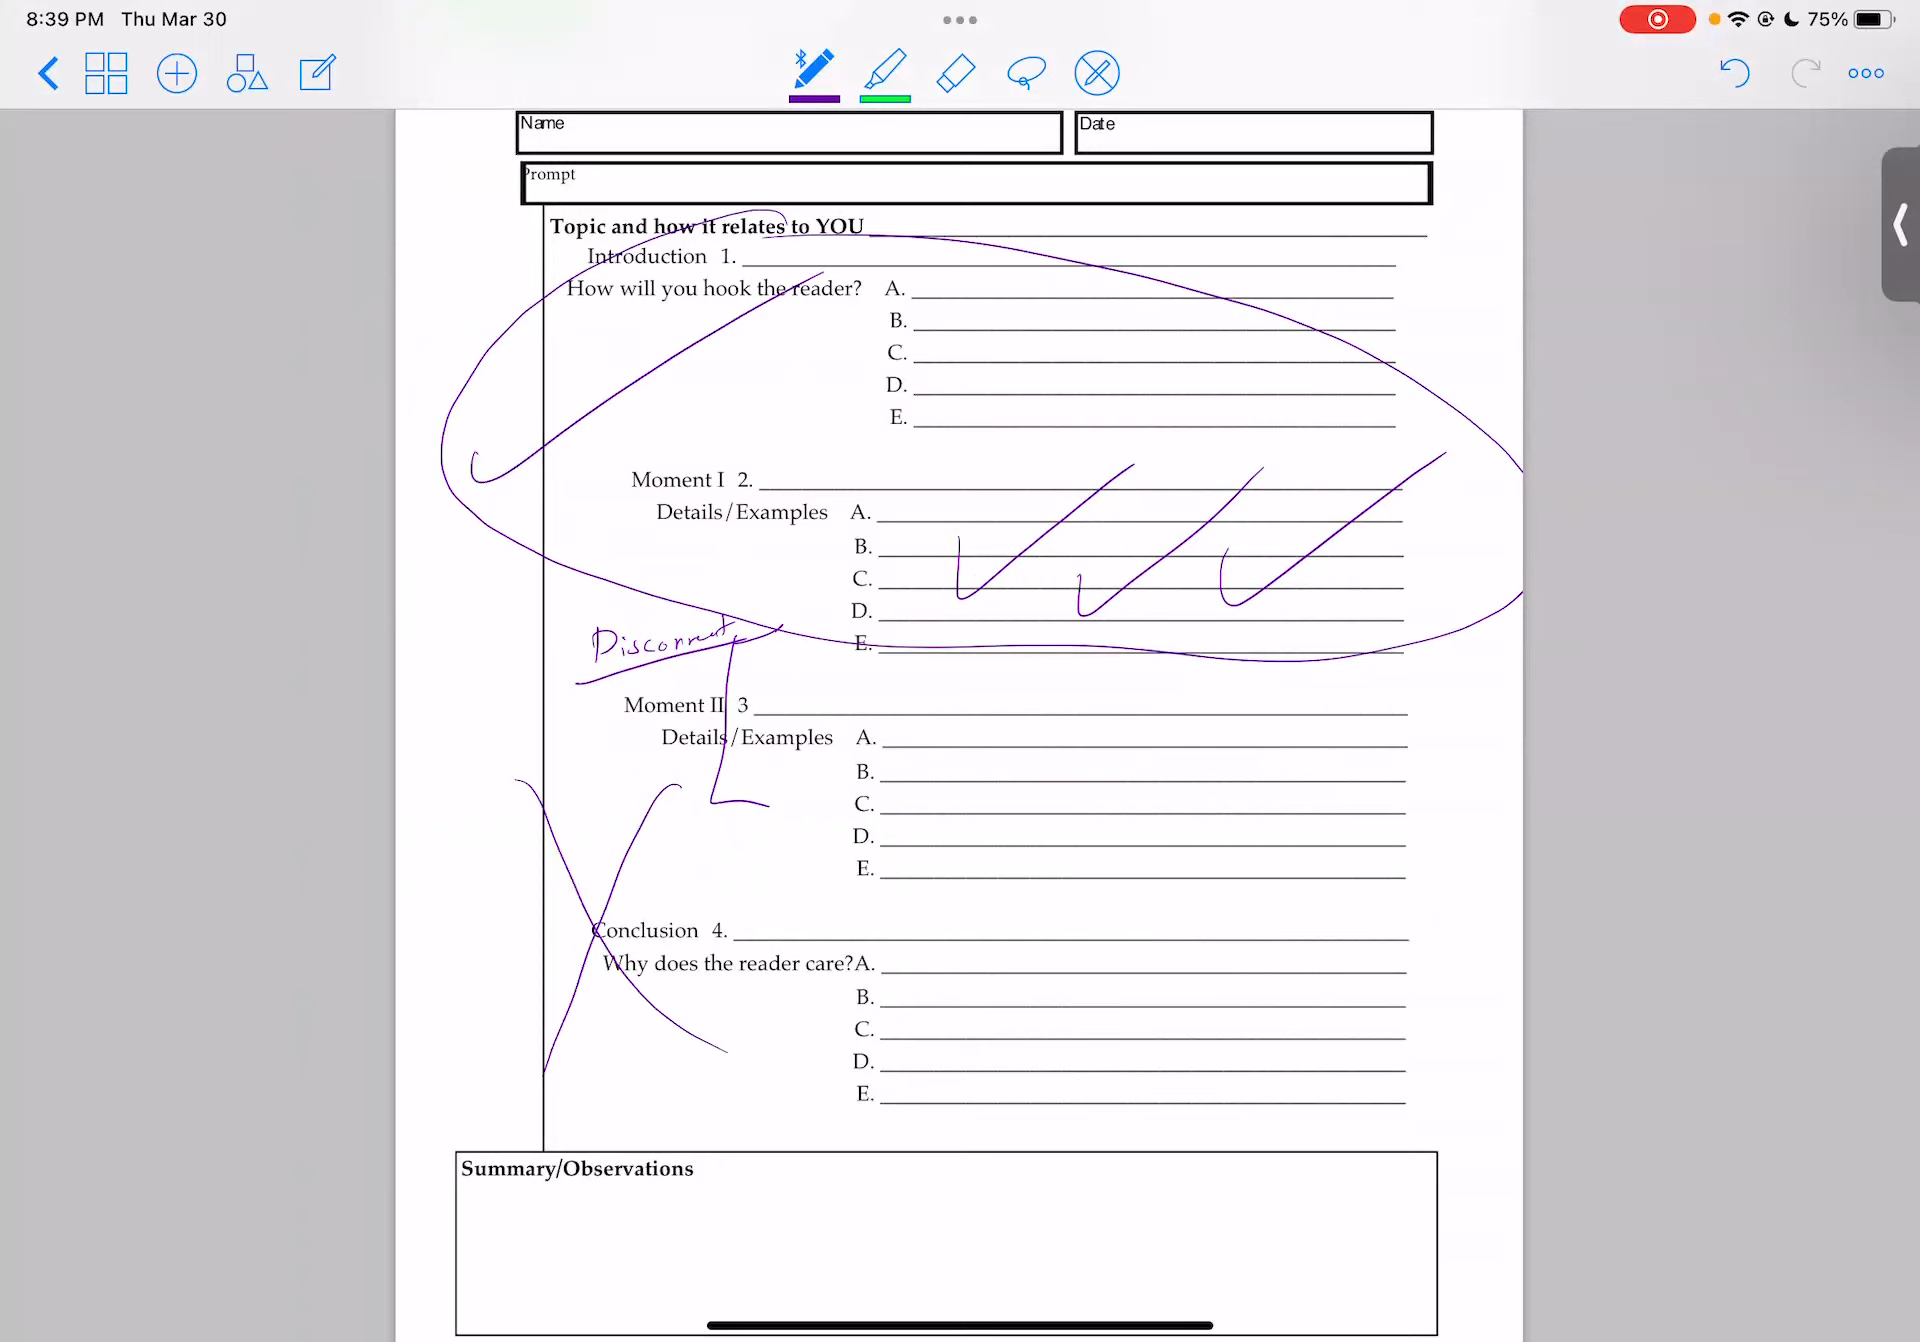 8:39 PM Thu Mar 30
75%
Name
Date
Prompt
Topic and how it relates to YOU
Introduction 1.
How will you hook the reader? A.
B.
C.
D.
E.
Moment I 2.
Details/Examples A.
B.
C.
D.
E.
Disconnect
Moment II 3
Details/Examples A.
B.
C.
D.
E.
Conclusion 4.
Why does the reader care? A.
B.
C.
D.
E.
Summary/Observations